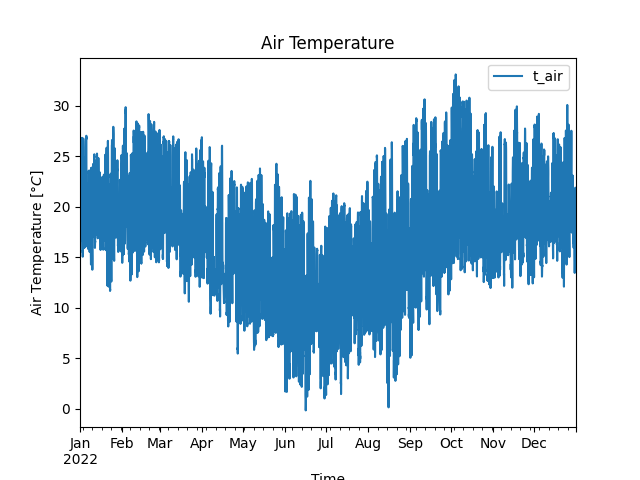 Air Temperature
t_air
Air Temperature [°C]
30
25
20
15
10
5
0
Jan Feb Mar Apr May Jun Jul Aug Sep Oct Nov Dec
2022
Time